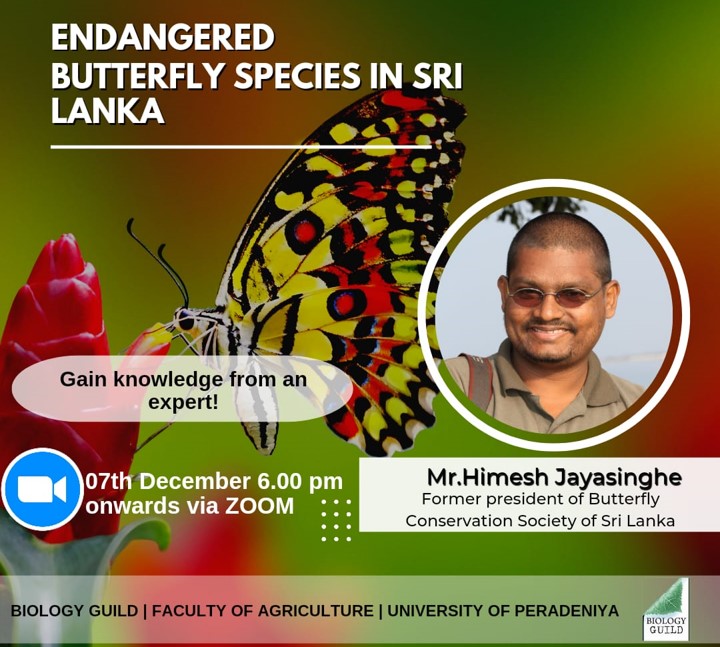 ENDANGERED
BUTTERFLY SPECIES IN SRI
LANKA
Gain knowledge from an
expert!
07th December 6.00 pm
onwards via ZOOM
Mr.Himesh Jayasinghe
Former president of Butterfly
Conservation Society of Sri Lanka
BIOLOGY GUILD | FACULTY OF AGRICULTURE | UNIVERSITY OF PERADENIYA
BIOLOGY
GUILD